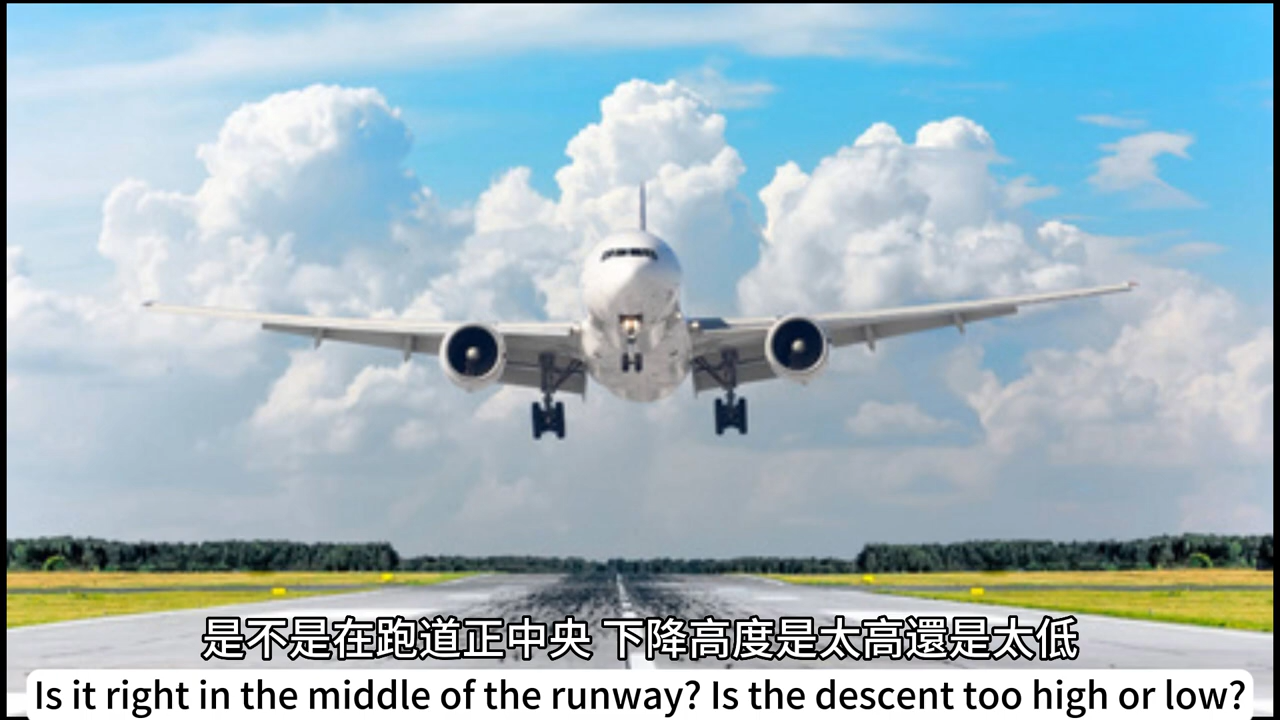 是不是在跑道正中央 下降高度是太高還是太低
Is it right in the middle of the runway? Is the descent too high or low?